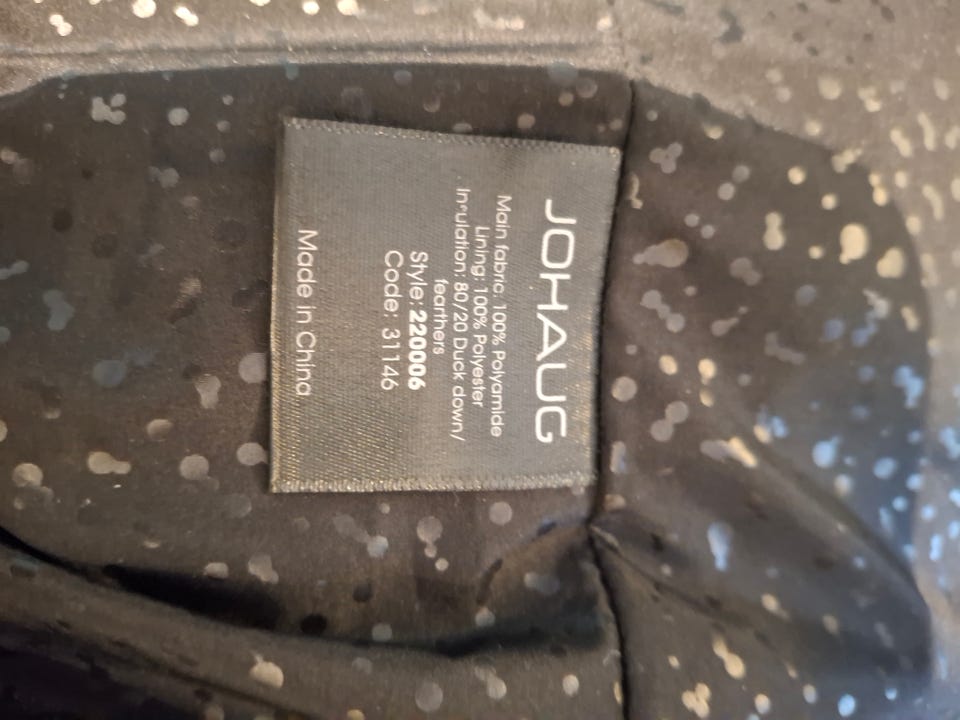 JOHAUG
Main fabric: 100% Polyamide
Lining: 100% Polyester
Insulation: 80/20 Duck down/
fearthers
Style: 220006
Code: 31146
Made in China